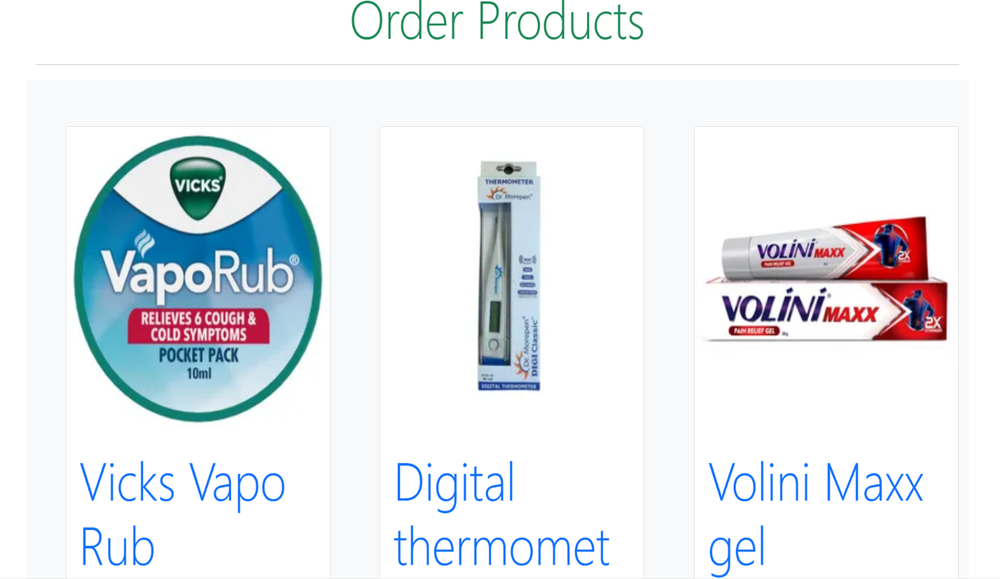 Order Products
VICKS®
VapoRub®
RELIEVES 6 COUGH &
COLD SYMPTOMS
POCKET PACK
10ml
THERMOMETER
Dr. Morepen®
Dr. Morepen®
DIGI Classic
DIGITAL THERMOMETER
VOLINI MAXX
PAIN RELIEF GEL
2X
VOLINI® MAXX
PAIN RELIEF GEL
2X
Vicks Vapo
Rub
Digital
thermomet
Volini Maxx
gel